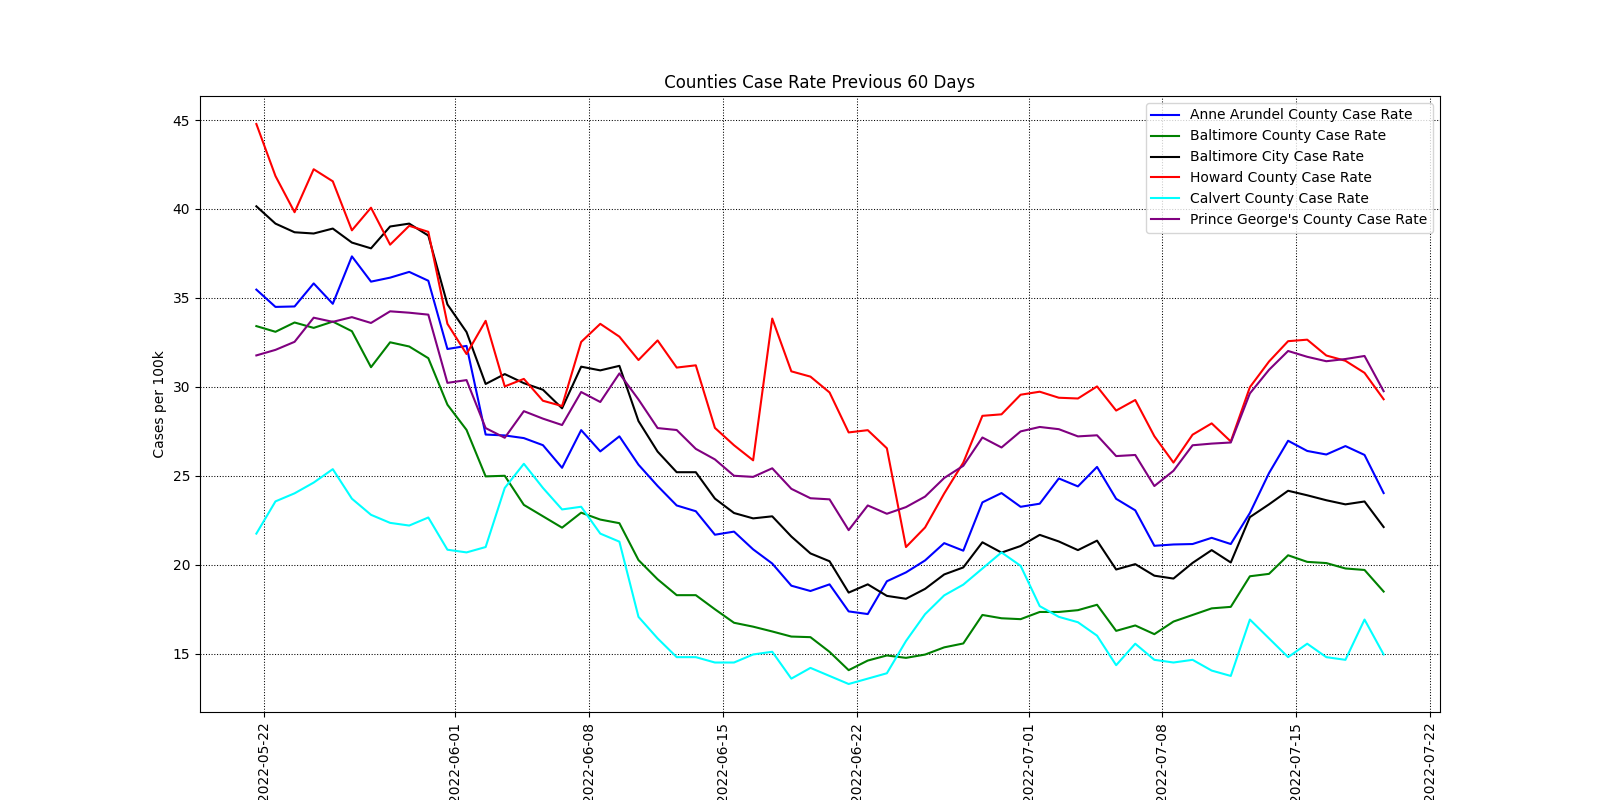 Counties Case Rate Previous 60 Days
Cases per 100k
45
40
35
30
25
20
15
Anne Arundel County Case Rate
Baltimore County Case Rate
Baltimore City Case Rate
Howard County Case Rate
Calvert County Case Rate
Prince George's County Case Rate
2022-05-22
2022-06-01
2022-06-08
2022-06-15
2022-06-22
2022-07-01
2022-07-08
2022-07-15
2022-07-22